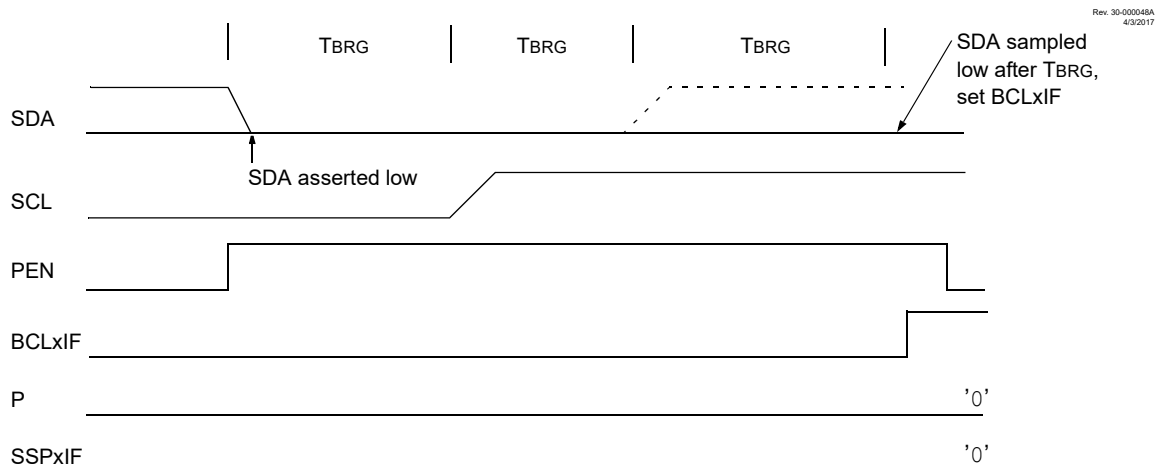 Rev. 30-000048A
4/3/2017
TBRG
TBRG
TBRG
SDA sampled
low after TBRG,
set BCLxIF
SDA
SDA asserted low
SCL
PEN
BCLxIF
P
'0'
SSPxIF
'0'